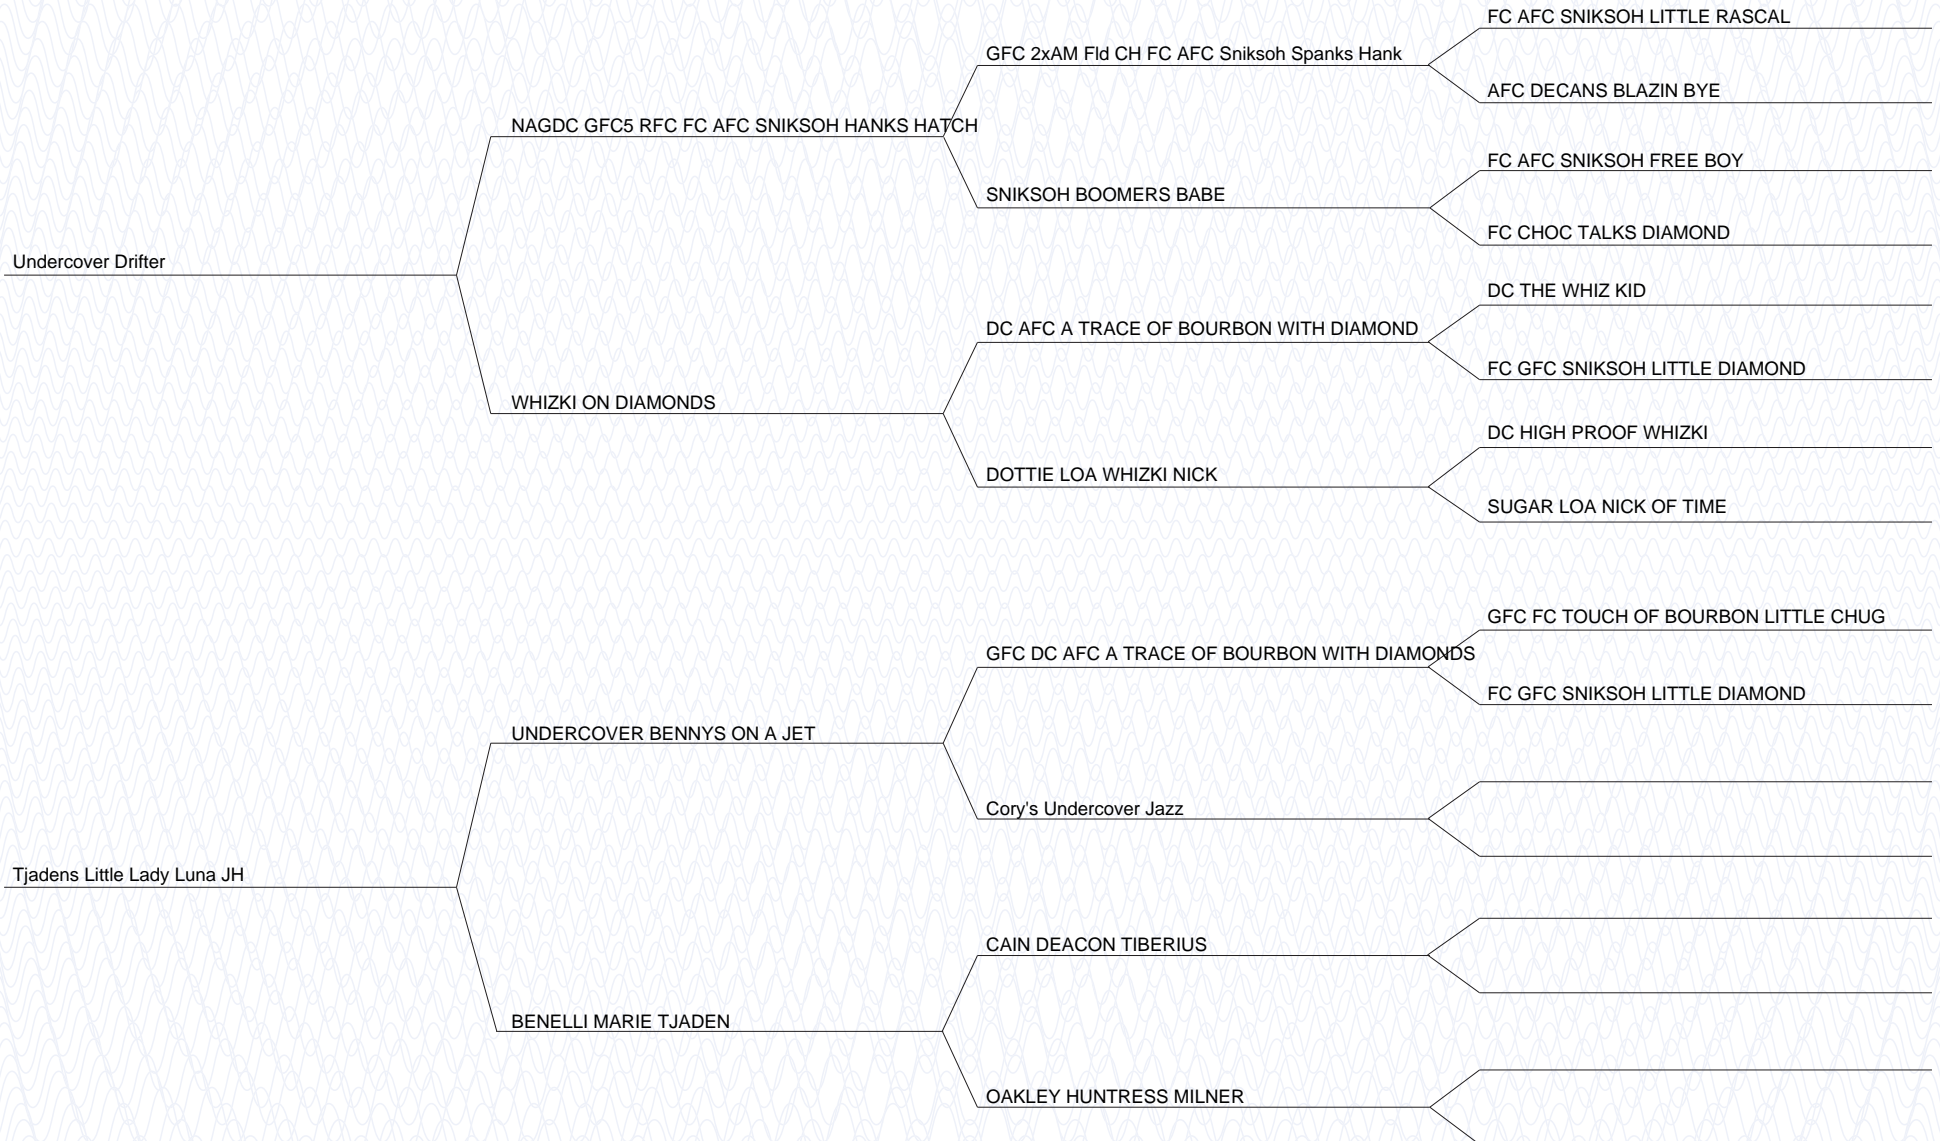 FC AFC SNIKSOH LITTLE RASCAL
GFC 2xAM Fld CH FC AFC Sniksoh Spanks Hank
AFC DECANS BLAZIN BYE
NAGDC GFC5 RFC FC AFC SNIKSOH HANKS HATCH
FC AFC SNIKSOH FREE BOY
SNIKSOH BOOMERS BABE
FC CHOC TALKS DIAMOND
Undercover Drifter
DC THE WHIZ KID
DC AFC A TRACE OF BOURBON WITH DIAMOND
FC GFC SNIKSOH LITTLE DIAMOND
WHIZKI ON DIAMONDS
DC HIGH PROOF WHIZKI
DOTTIE LOA WHIZKI NICK
SUGAR LOA NICK OF TIME
GFC FC TOUCH OF BOURBON LITTLE CHUG
GFC DC AFC A TRACE OF BOURBON WITH DIAMONDS
FC GFC SNIKSOH LITTLE DIAMOND
UNDERCOVER BENNYS ON A JET
Cory's Undercover Jazz
Tjadens Little Lady Luna JH
CAIN DEACON TIBERIUS
BENELLI MARIE TJADEN
OAKLEY HUNTRESS MILNER